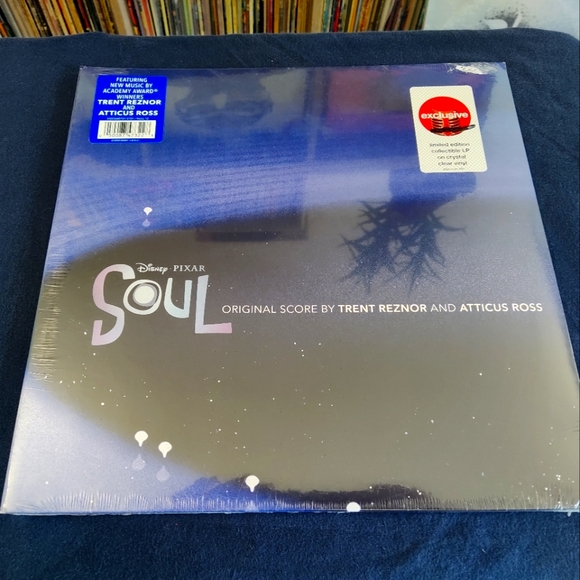 FEATURING
NEW MUSIC BY
ACADEMY AWARD®
WINNERS
TRENT REZNOR
AND
ATTICUS ROSS
exclusive
limited edition
collectible LP
on crystal
clear vinyl
Disney · PIXAR
SOUL
ORIGINAL SCORE BY TRENT REZNOR AND ATTICUS ROSS